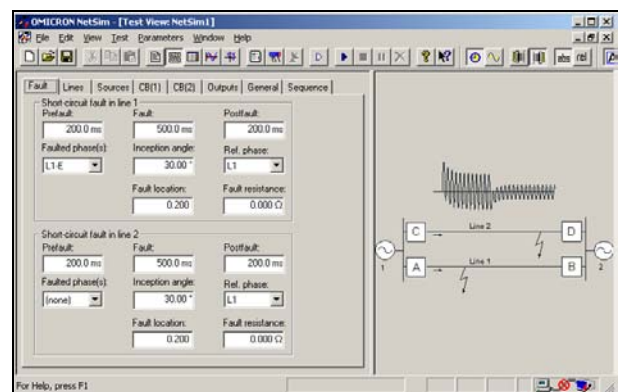 OMICRON NetSim - [Test View: NetSim1]
File Edit View Test Parameters Window Help
abs rel
Fault Lines Sources CB(1) CB(2) Outputs General Sequence
Short-circuit fault in line 1
Prefault: Fault: Postfault:
200.0 ms 500.0 ms 200.0 ms
Faulted phase(s): Inception angle: Ref. phase:
L1-E 30.00 ° L1
Fault location: Fault resistance:
0.200 0.000 Ω
Short-circuit fault in line 2
Prefault: Fault: Postfault:
200.0 ms 500.0 ms 200.0 ms
Faulted phase(s): Inception angle: Ref. phase:
(none) 30.00 ° L1
Fault location: Fault resistance:
0.200 0.000 Ω
C Line 2 D
1 2
A Line 1 B
For Help, press F1